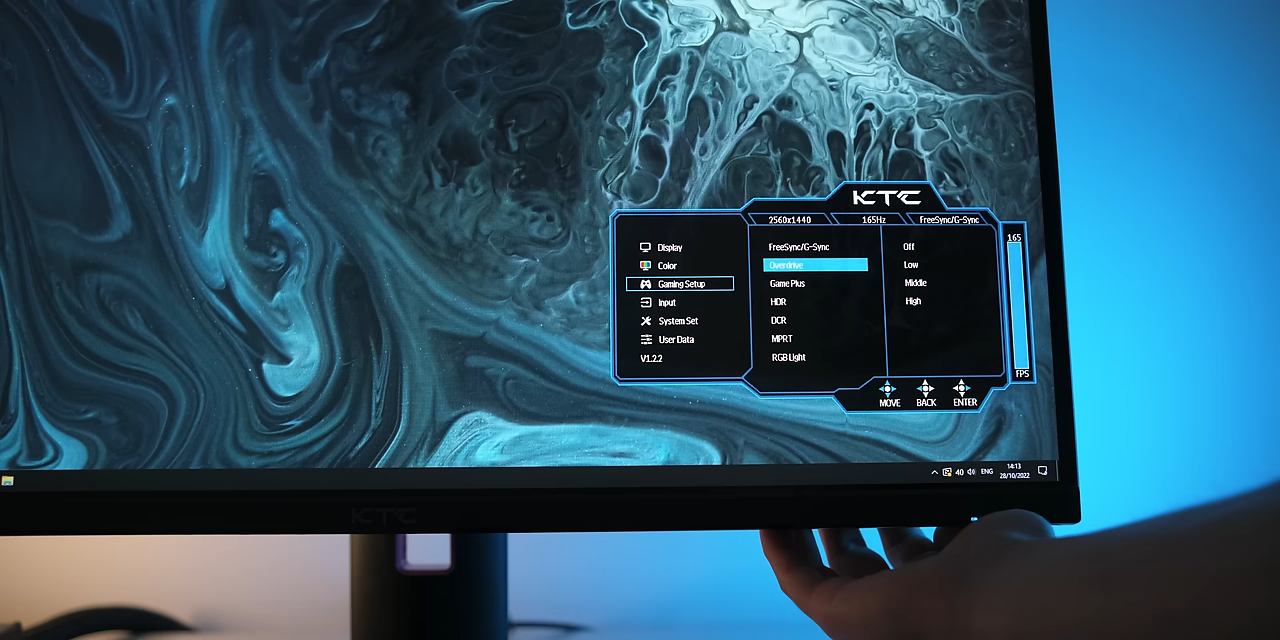 KTC
2560x1440 165Hz FreeSync/G-Sync
165
Display
Color
Gaming Setup
Input
System Set
User Data
V1.2.2
FreeSync/G-Sync
Overdrive
Game Plus
HDR
DCR
MPRT
RGB Light
Off
Low
Middle
High
FPS
MOVE BACK ENTER
40 ENG 14:13
28/10/2022
KTC